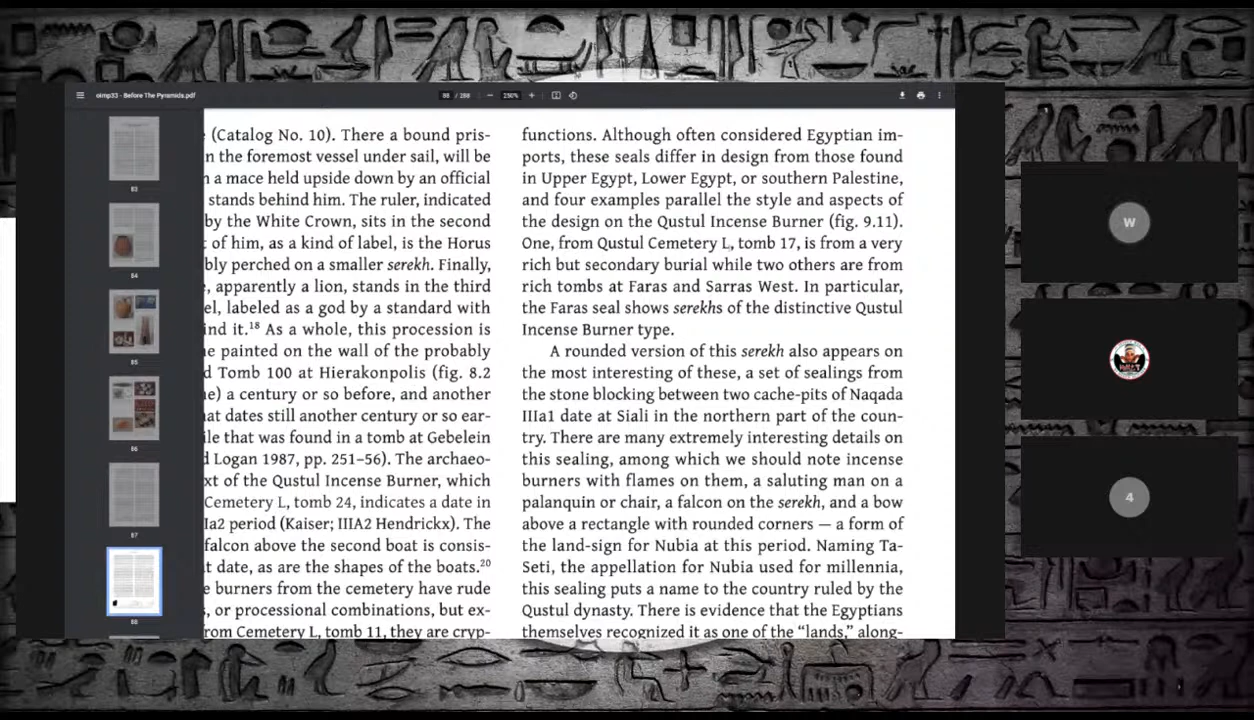 oimp33 - Before The Pyramids.pdf
88 / 288
250%
83
84
85
86
87
88
(Catalog No. 10). There a bound pris-
n the foremost vessel under sail, will be
a mace held upside down by an official
stands behind him. The ruler, indicated
by the White Crown, sits in the second
of him, as a kind of label, is the Horus
bly perched on a smaller serekh. Finally,
, apparently a lion, stands in the third
el, labeled as a god by a standard with
ind it.18 As a whole, this procession is
e painted on the wall of the probably
d Tomb 100 at Hierakonpolis (fig. 8.2
e) a century or so before, and another
at dates still another century or so ear-
ile that was found in a tomb at Gebelein
d Logan 1987, pp. 251–56). The archaeo-
xt of the Qustul Incense Burner, which
Cemetery L, tomb 24, indicates a date in
Ia2 period (Kaiser; IIIA2 Hendrickx). The
falcon above the second boat is consis-
t date, as are the shapes of the boats.20
e burners from the cemetery have rude
s, or processional combinations, but ex-
rom Cemetery L, tomb 11, they are cryp-
functions. Although often considered Egyptian im-
ports, these seals differ in design from those found
in Upper Egypt, Lower Egypt, or southern Palestine,
and four examples parallel the style and aspects of
the design on the Qustul Incense Burner (fig. 9.11).
One, from Qustul Cemetery L, tomb 17, is from a very
rich but secondary burial while two others are from
rich tombs at Faras and Sarras West. In particular,
the Faras seal shows serekhs of the distinctive Qustul
Incense Burner type.
A rounded version of this serekh also appears on
the most interesting of these, a set of sealings from
the stone blocking between two cache-pits of Naqada
IIIa1 date at Siali in the northern part of the coun-
try. There are many extremely interesting details on
this sealing, among which we should note incense
burners with flames on them, a saluting man on a
palanquin or chair, a falcon on the serekh, and a bow
above a rectangle with rounded corners — a form of
the land-sign for Nubia at this period. Naming Ta-
Seti, the appellation for Nubia used for millennia,
this sealing puts a name to the country ruled by the
Qustul dynasty. There is evidence that the Egyptians
themselves recognized it as one of the “lands,” along-
W
4